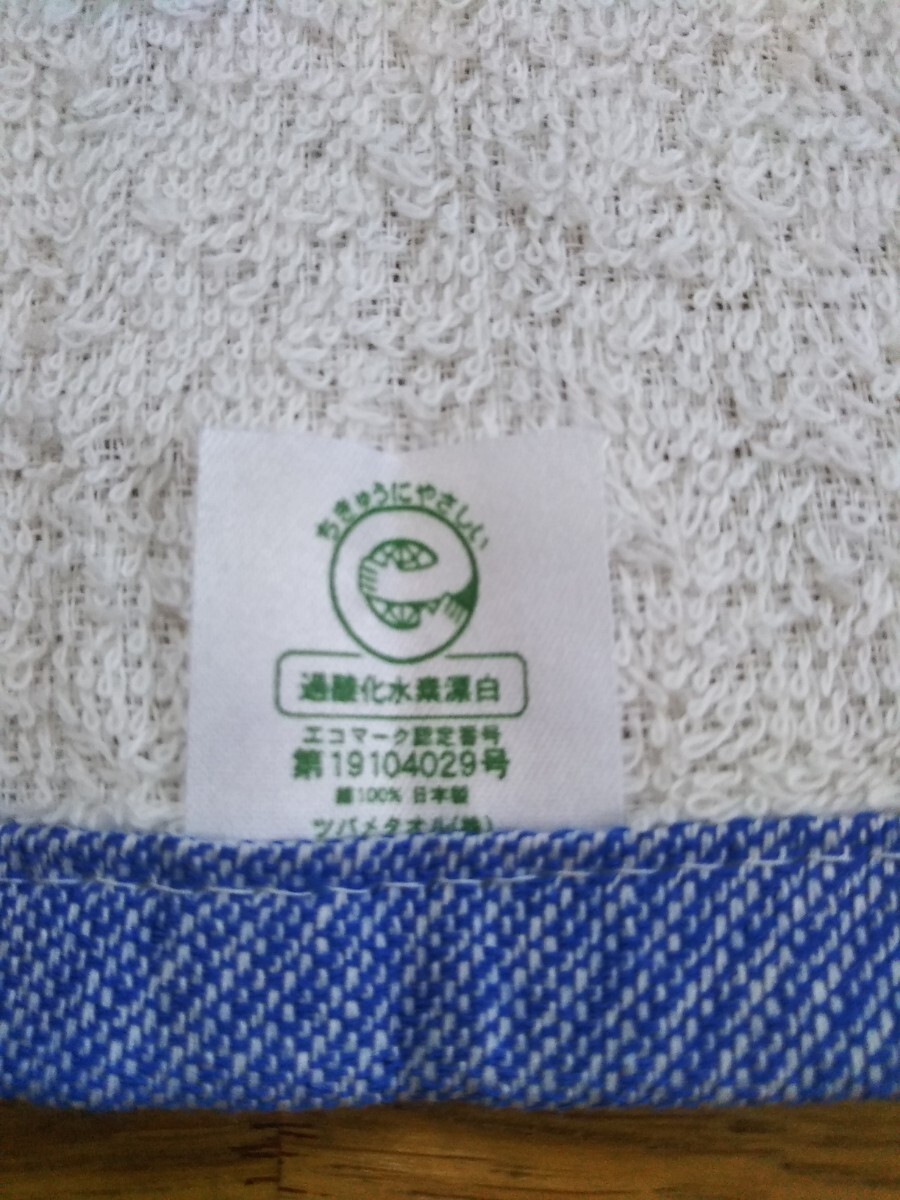 ちきゅうにやさしい
過酸化水素漂白
エコマーク認定番号
第19104029号
綿100% 日本製
ツバメタオル(株)